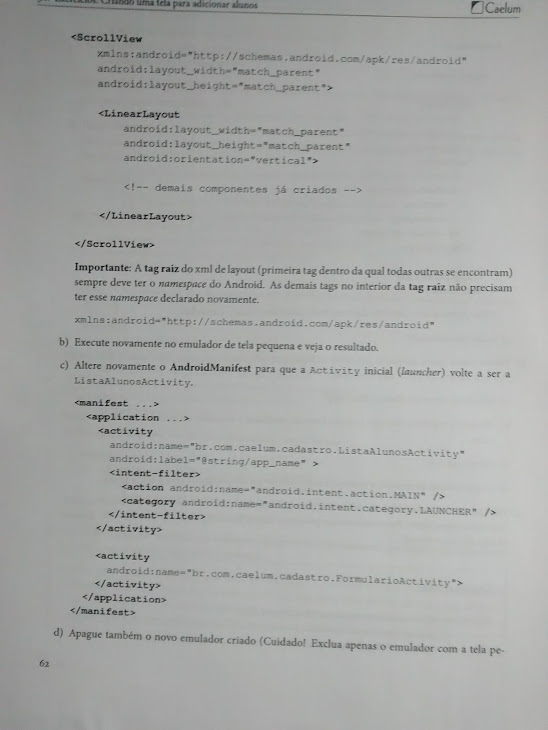 Exercícios: Criando uma tela para adicionar alunos
Caelum
<ScrollView
xmlns:android="http://schemas.android.com/apk/res/android"
android:layout_width="match_parent"
android:layout_height="match_parent">
<LinearLayout
android:layout_width="match_parent"
android:layout_height="match_parent"
android:orientation="vertical">
<!-- demais componentes já criados -->
</LinearLayout>
</ScrollView>
Importante: A tag raiz do xml de layout (primeira tag dentro da qual todas outras se encontram)
sempre deve ter o namespace do Android. As demais tags no interior da tag raiz não precisam
ter esse namespace declarado novamente.
xmlns:android="http://schemas.android.com/apk/res/android"
b) Execute novamente no emulador de tela pequena e veja o resultado.
c) Altere novamente o AndroidManifest para que a Activity inicial (launcher) volte a ser a
ListaAlunosActivity.
<manifest ...>
<application ...>
<activity
android:name="br.com.caelum.cadastro.ListaAlunosActivity"
android:label="@string/app_name" >
<intent-filter>
<action android:name="android.intent.action.MAIN" />
<category android:name="android.intent.category.LAUNCHER" />
</intent-filter>
</activity>
<activity
android:name="br.com.caelum.cadastro.FormularioActivity">
</activity>
</application>
</manifest>
d) Apague também o novo emulador criado (Cuidado! Exclua apenas o emulador com a tela pe-
62